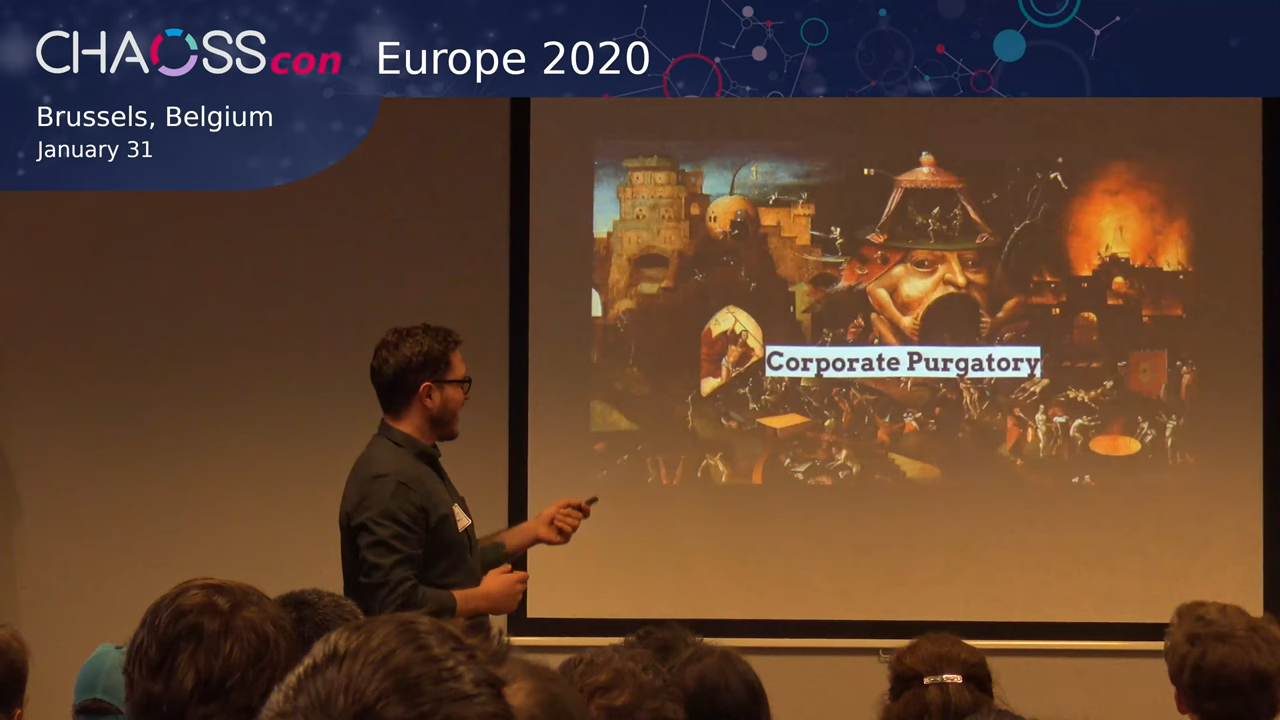 CHAOSScon Europe 2020
Brussels, Belgium
January 31
Corporate Purgatory